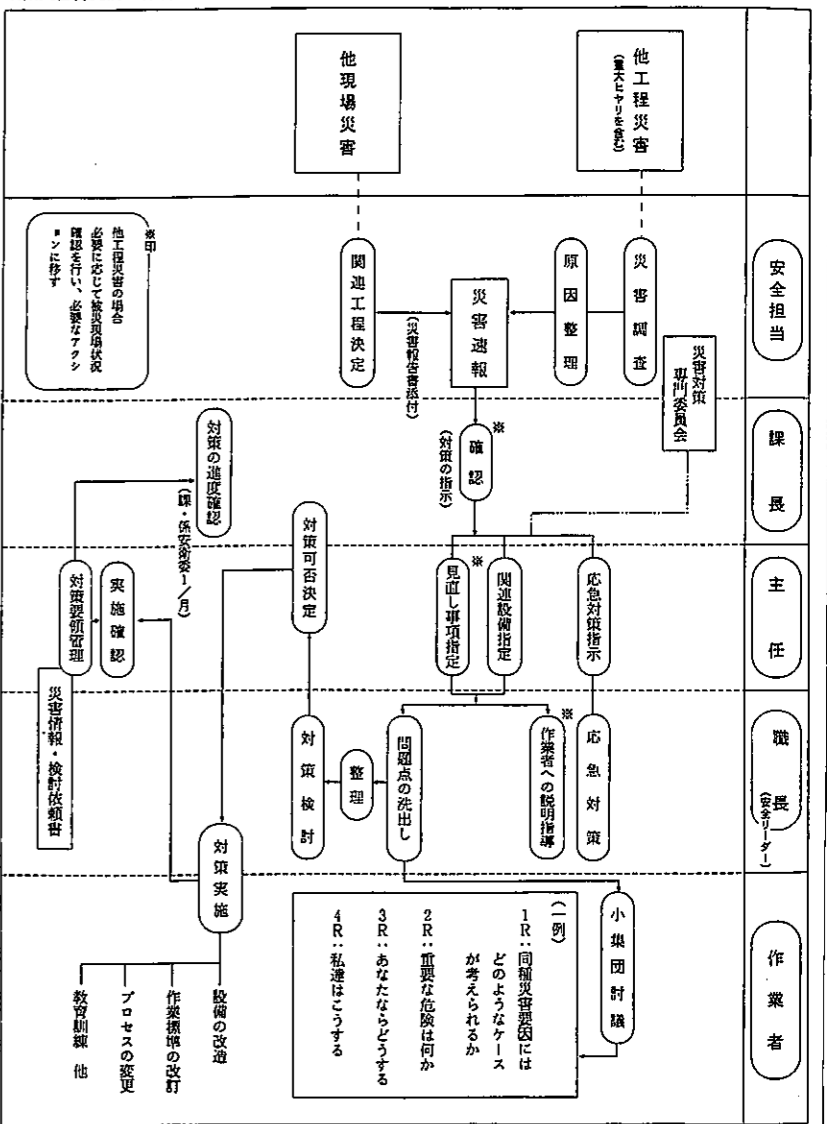 安全担当
課長
主任
職長
（安全リーダー）
作業者
他工程災害
（重大ヒヤリを含む）
他現場災害
災害調査
原因整理
災害速報
（災害報告書添付）
関連工程決定
※印
他工程災害の場合
必要に応じて被災現場状況
確認を行い、必要なアクシ
ョンに移す
災害対策
専門委員会
※
確認
（対策の指示）
対策の進度確認
（課・係安衛委1/月）
応急対策指示
関連設備指定
※
見直し事項指定
対策可否決定
実施確認
対策要領管理
災害情報・検討依頼書
応急対策
※
作業者への説明指導
問題点の洗出し
整理
対策検討
対策実施
小集団討議
（一例）
1R：同種災害要因には
どのようなケース
が考えられるか
2R：重要な危険は何か
3R：あなたならどうする
4R：私達はこうする
設備の改造
作業標準の改訂
プロセスの変更
教育訓練 他